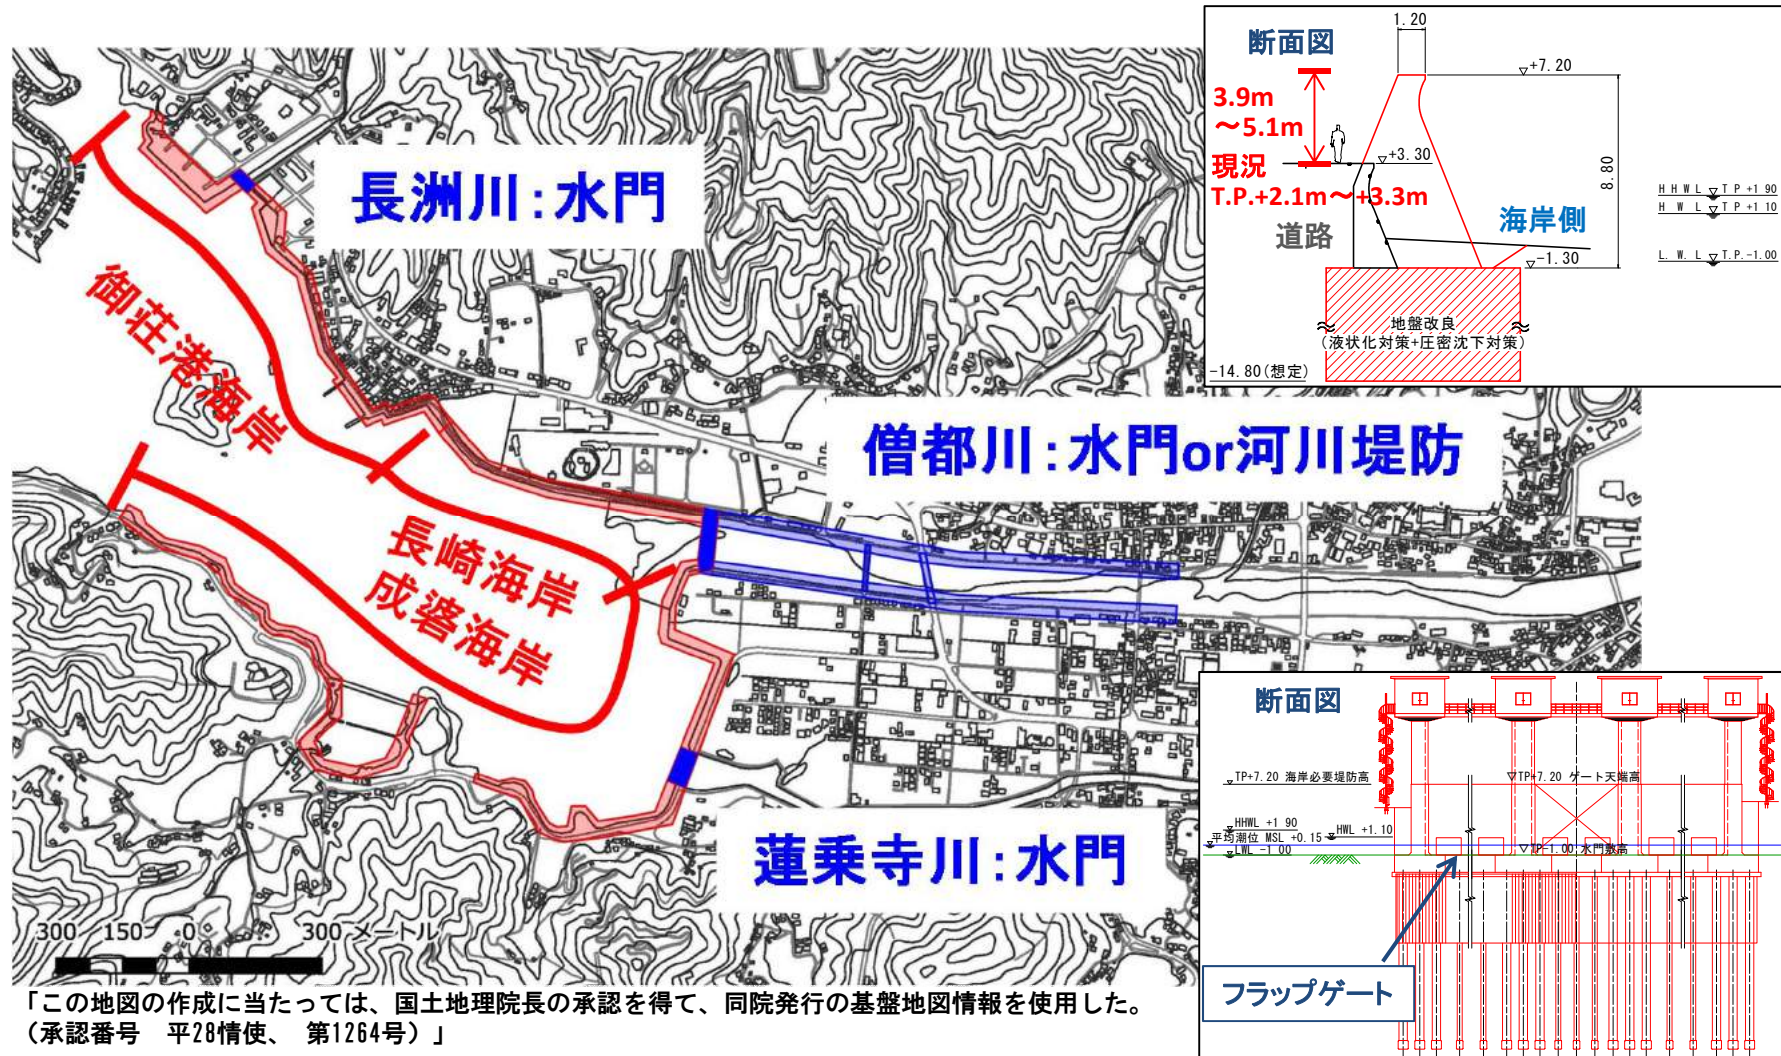 断面図
1.20
+7.20
3.9m
～5.1m
現況
T.P.+2.1m～+3.3m
+3.30
8.80
道路
海岸側
-1.30
HHWL TP+1 90
HWL TP+1 10
L.W.L T.P.-1.00
地盤改良
(液状化対策+圧密沈下対策)
-14.80(想定)
長洲川：水門
御荘港海岸
僧都川：水門or河川堤防
長崎海岸
成碆海岸
蓮乗寺川：水門
断面図
TP+7.20 海岸必要堤防高
TP+7.20 ゲート天端高
HHWL +1 90
平均潮位 MSL +0.15
HWL +1.10
LWL -1 00
TP-1.00 水門敷高
フラップゲート
300 150 0 300 メートル
「この地図の作成に当たっては、国土地理院長の承認を得て、同院発行の基盤地図情報を使用した。
（承認番号 平28情使、 第1264号）」